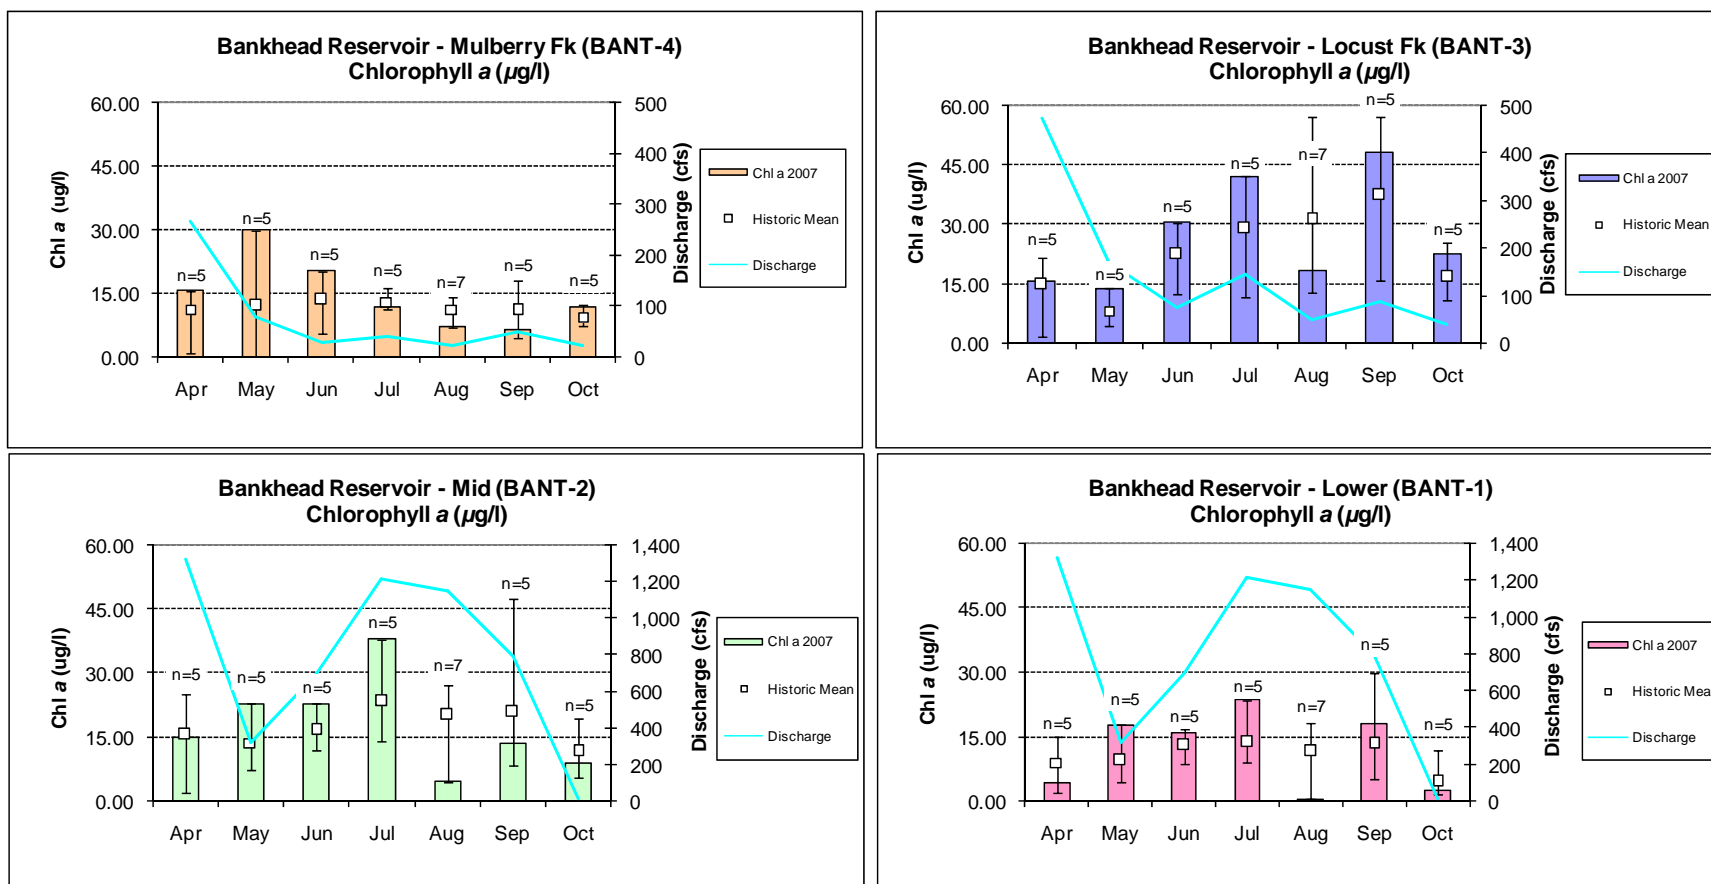 Bankhead Reservoir - Mulberry Fk (BANT-4)
Chlorophyll a (µg/l)
Chl a (ug/l)
60.00
45.00
30.00
15.00
0.00
n=5
n=5
n=5
n=5
n=7
n=5
n=5
Apr May Jun Jul Aug Sep Oct
500
400
300
200
100
0
Discharge (cfs)
Chl a 2007
Historic Mean
Discharge
Bankhead Reservoir - Locust Fk (BANT-3)
Chlorophyll a (µg/l)
Chl a (ug/l)
60.00
45.00
30.00
15.00
0.00
n=5
n=5
n=5
n=5
n=7
n=5
n=5
Apr May Jun Jul Aug Sep Oct
500
400
300
200
100
0
Discharge (cfs)
Chl a 2007
Historic Mean
Discharge
Bankhead Reservoir - Mid (BANT-2)
Chlorophyll a (µg/l)
Chl a (ug/l)
60.00
45.00
30.00
15.00
0.00
n=5
n=5
n=5
n=5
n=7
n=5
n=5
Apr May Jun Jul Aug Sep Oct
1,400
1,200
1,000
800
600
400
200
0
Discharge (cfs)
Chl a 2007
Historic Mean
Discharge
Bankhead Reservoir - Lower (BANT-1)
Chlorophyll a (µg/l)
Chl a (ug/l)
60.00
45.00
30.00
15.00
0.00
n=5
n=5
n=5
n=5
n=7
n=5
n=5
Apr May Jun Jul Aug Sep Oct
1,400
1,200
1,000
800
600
400
200
0
Discharge (cfs)
Chl a 2007
Historic Mean
Discharge